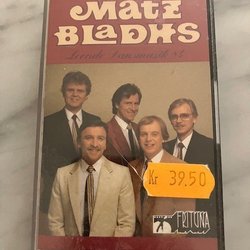 Matz
BLaDHS
Leende Dansmusik 82
Kr 39.50
FRITUNA